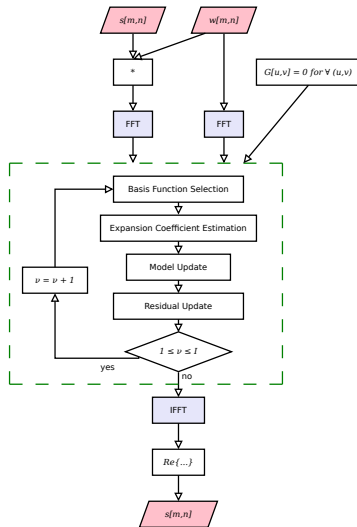 s[m,n]
w[m,n]
*
G[u,v] = 0 for ∀ (u,v)
FFT
FFT
Basis Function Selection
Expansion Coefficient Estimation
Model Update
ν = ν + 1
Residual Update
1 ≤ ν ≤ I
yes
no
IFFT
Re{...}
s[m,n]